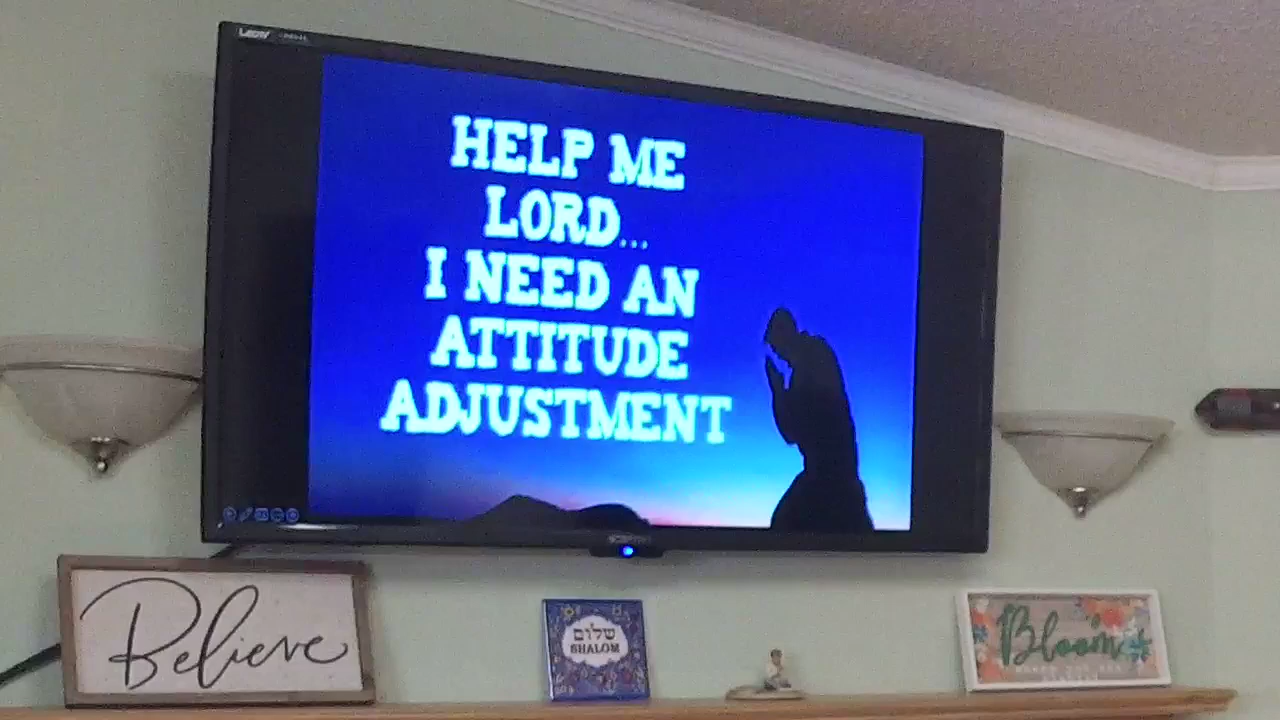 HELP ME
LORD...
I NEED AN
ATTITUDE
ADJUSTMENT
Believe
שלום
SHALOM
Bloom